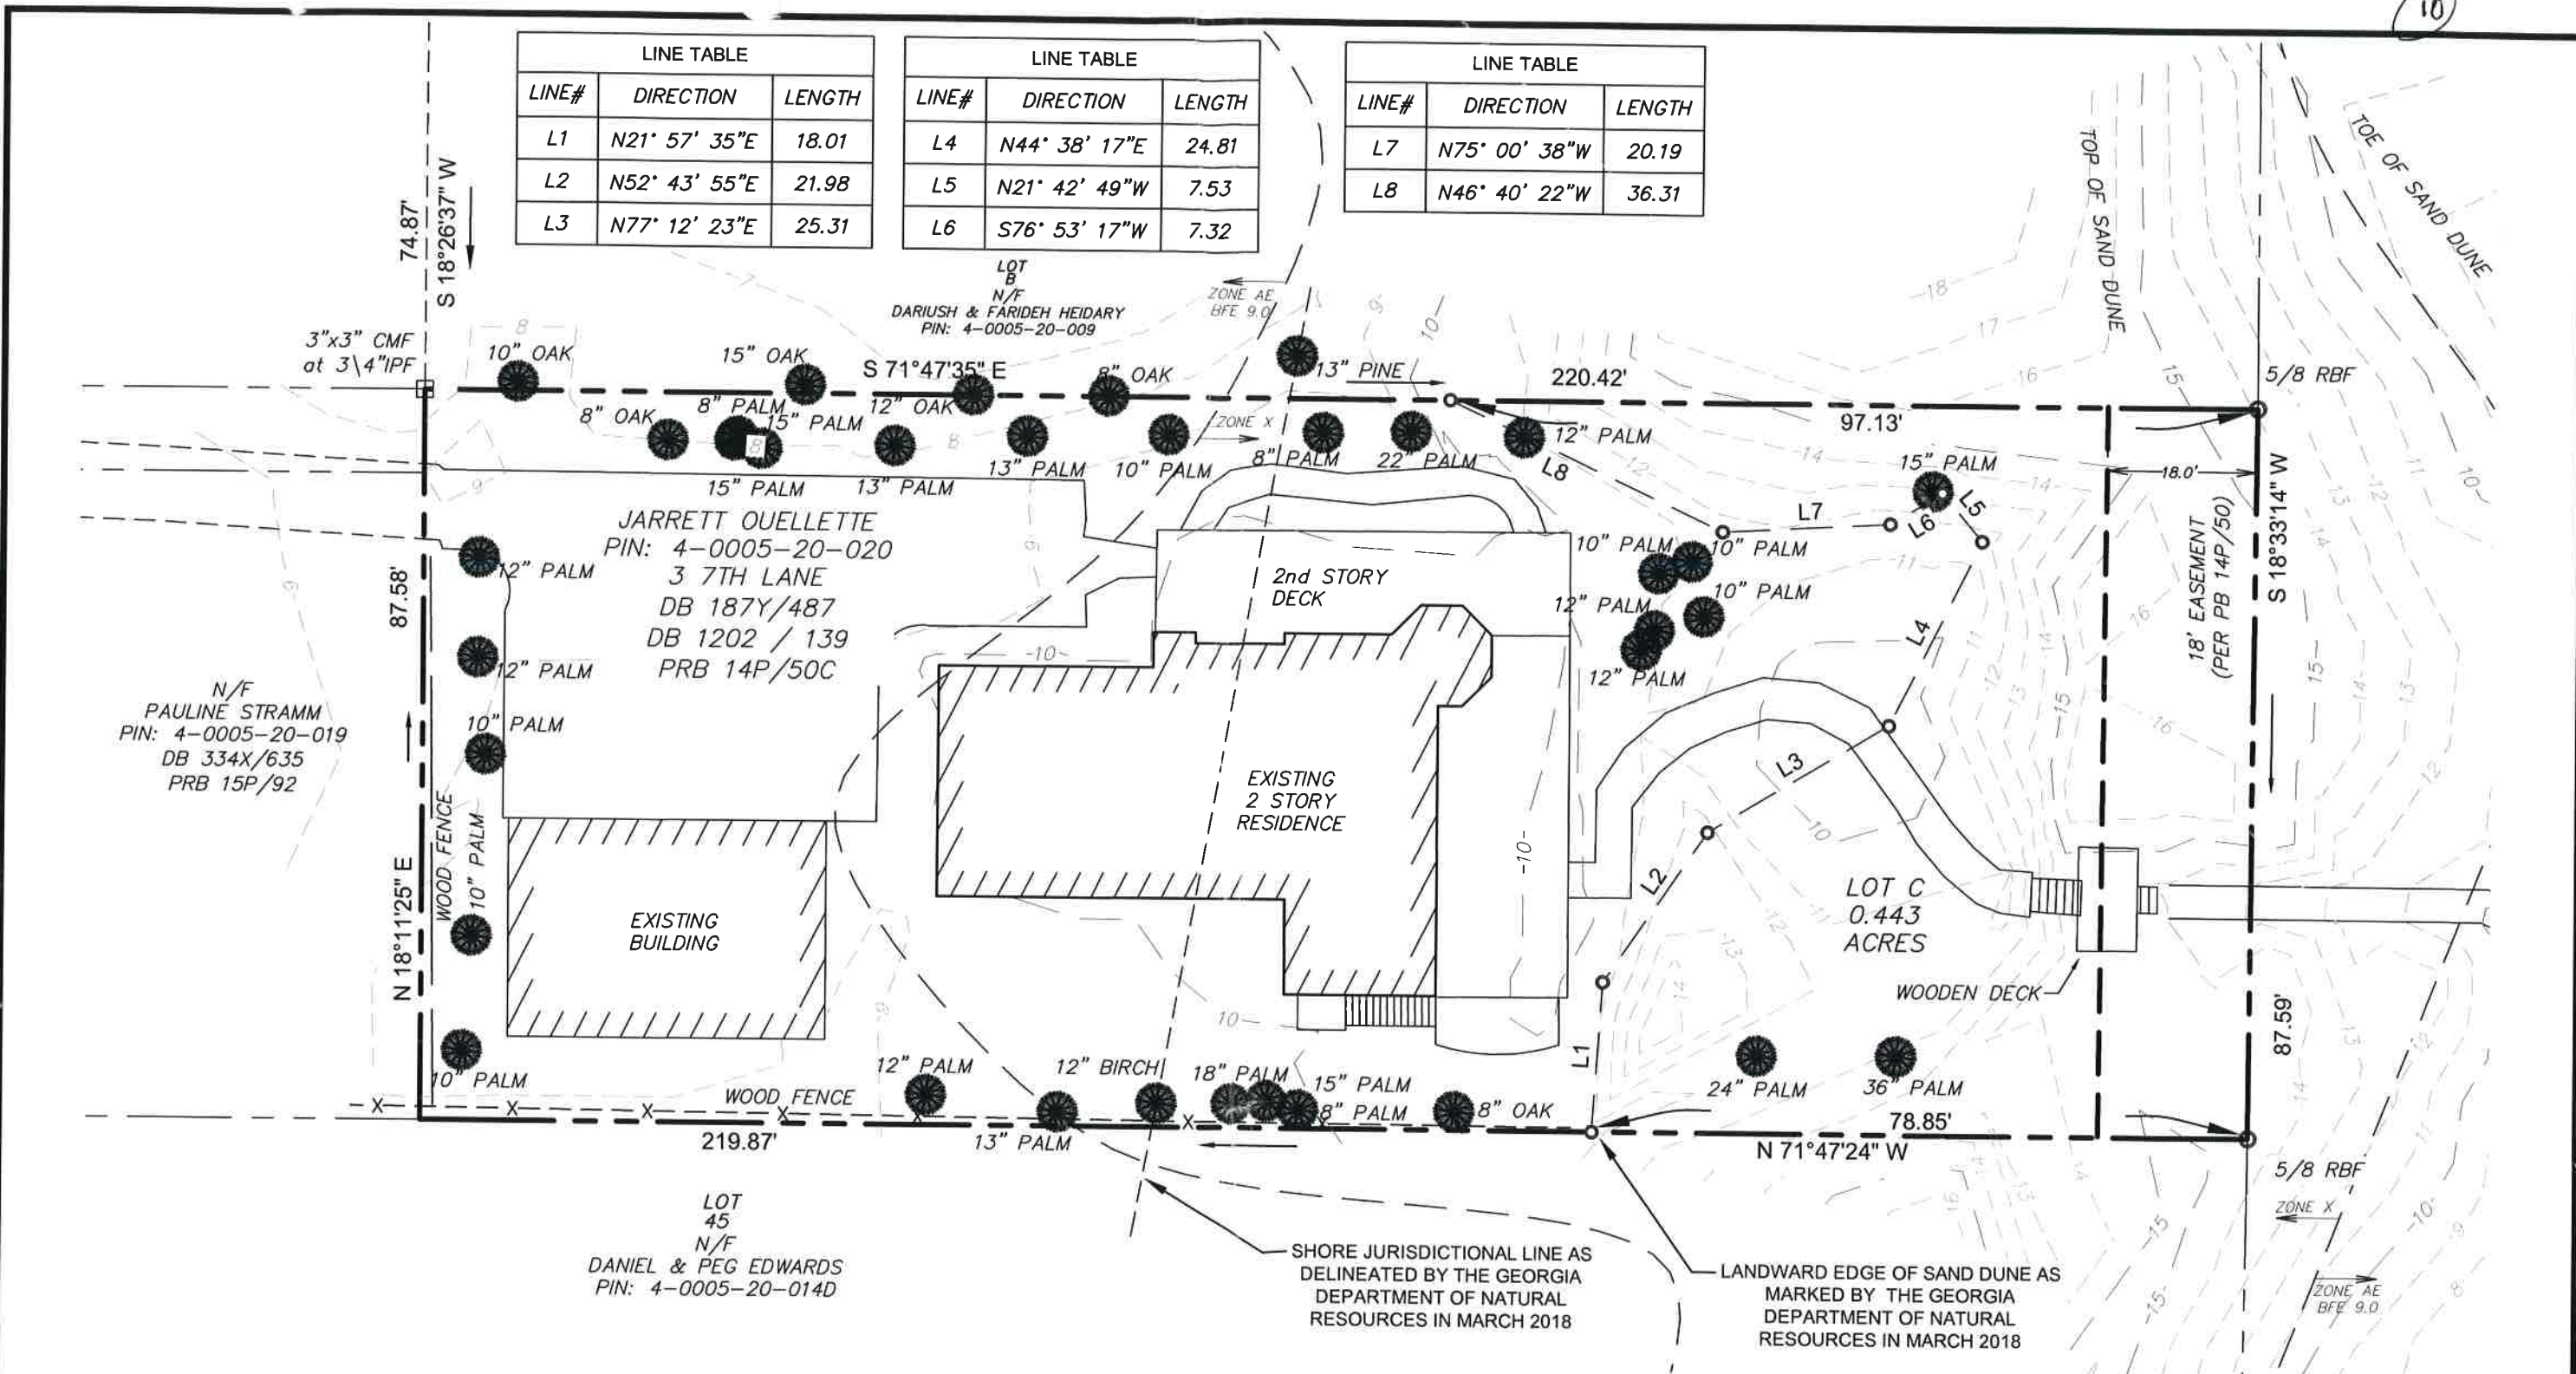 10
LINE TABLE
LINE# DIRECTION LENGTH
L1 N21° 57' 35"E 18.01
L2 N52° 43' 55"E 21.98
L3 N77° 12' 23"E 25.31
LINE TABLE
LINE# DIRECTION LENGTH
L4 N44° 38' 17"E 24.81
L5 N21° 42' 49"W 7.53
L6 S76° 53' 17"W 7.32
LINE TABLE
LINE# DIRECTION LENGTH
L7 N75° 00' 38"W 20.19
L8 N46° 40' 22"W 36.31
74.87'
S 18°26'37" W
TOP OF SAND DUNE
TOE OF SAND DUNE
LOT
B
N/F
DARIUSH & FARIDEH HEIDARY
PIN: 4-0005-20-009
ZONE AE
BFE 9.0
3"x3" CMF
at 3\4"IPF
10" OAK
15" OAK
S 71°47'35" E
8" OAK
13" PINE
220.42'
97.13'
5/8 RBF
8" OAK
8" PALM
15" PALM
12" OAK
ZONE X
13" PALM
10" PALM
8" PALM
22" PALM
12" PALM
15" PALM
13" PALM
15" PALM
18.0'
L8
L7
L6
L5
L4
L3
L2
L1
JARRETT OUELLETTE
PIN: 4-0005-20-020
3 7TH LANE
DB 187Y/487
DB 1202 / 139
PRB 14P/50C
2nd STORY
DECK
10" PALM
10" PALM
12" PALM
10" PALM
12" PALM
18' EASEMENT
(PER PB 14P/50)
S 18°33'14" W
87.58'
N 18°11'25" E
12" PALM
12" PALM
10" PALM
WOOD FENCE
10" PALM
10" PALM
N/F
PAULINE STRAMM
PIN: 4-0005-20-019
DB 334X/635
PRB 15P/92
EXISTING
2 STORY
RESIDENCE
EXISTING
BUILDING
LOT C
0.443
ACRES
WOODEN DECK
87.59'
WOOD FENCE
12" PALM
12" BIRCH
18" PALM
15" PALM
8" PALM
8" OAK
24" PALM
36" PALM
219.87'
13" PALM
78.85'
N 71°47'24" W
5/8 RBF
ZONE X
ZONE AE
BFE 9.0
LOT
45
N/F
DANIEL & PEG EDWARDS
PIN: 4-0005-20-014D
SHORE JURISDICTIONAL LINE AS
DELINEATED BY THE GEORGIA
DEPARTMENT OF NATURAL
RESOURCES IN MARCH 2018
LANDWARD EDGE OF SAND DUNE AS
MARKED BY THE GEORGIA
DEPARTMENT OF NATURAL
RESOURCES IN MARCH 2018